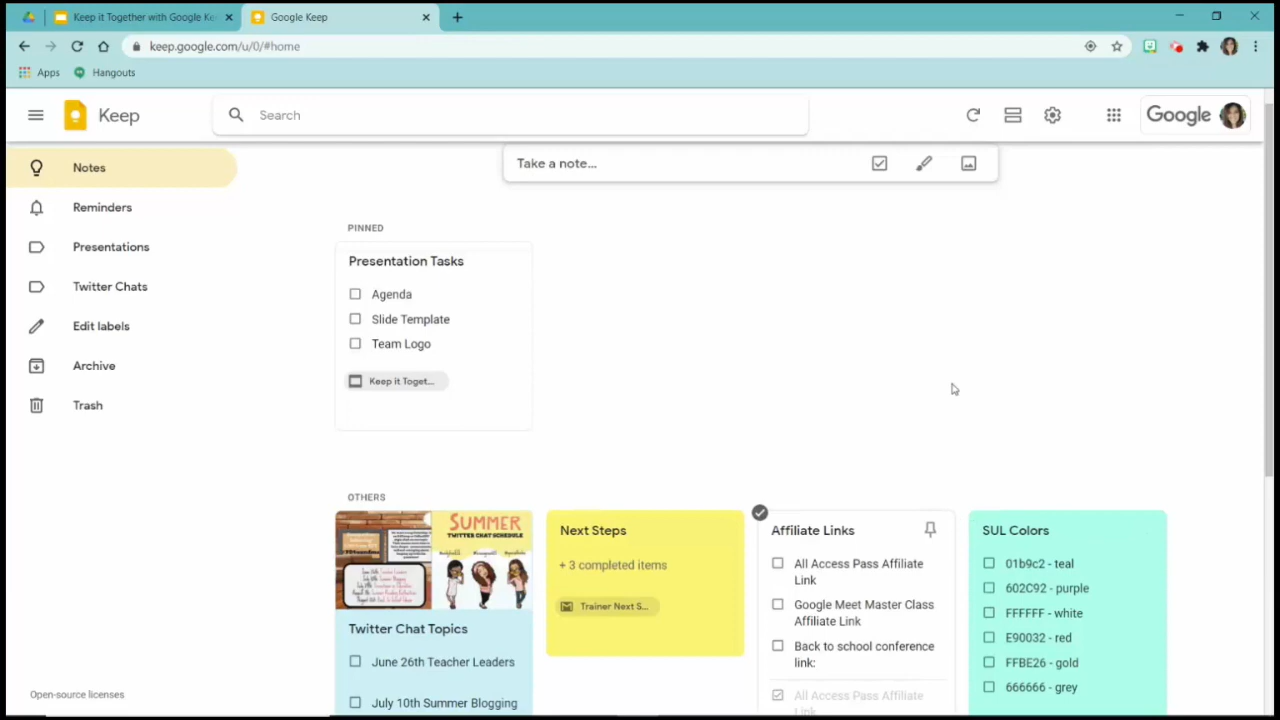 Keep it Together with Google Ke
Google Keep
keep.google.com/u/0/#home
Apps
Hangouts
Keep
Search
Google
Notes
Reminders
Presentations
Twitter Chats
Edit labels
Archive
Trash
Open-source licenses
Take a note...
PINNED
Presentation Tasks
Agenda
Slide Template
Team Logo
Keep it Toget...
OTHERS
SUMMER
TWITTER CHAT SCHEDULE
Twitter Chat Topics
June 26th Teacher Leaders
July 10th Summer Blogging
Next Steps
+ 3 completed items
Trainer Next S...
Affiliate Links
All Access Pass Affiliate
Link
Google Meet Master Class
Affiliate Link
Back to school conference
link:
All Access Pass Affiliate
Link
SUL Colors
01b9c2 - teal
602C92 - purple
FFFFFF - white
E90032 - red
FFBE26 - gold
666666 - grey